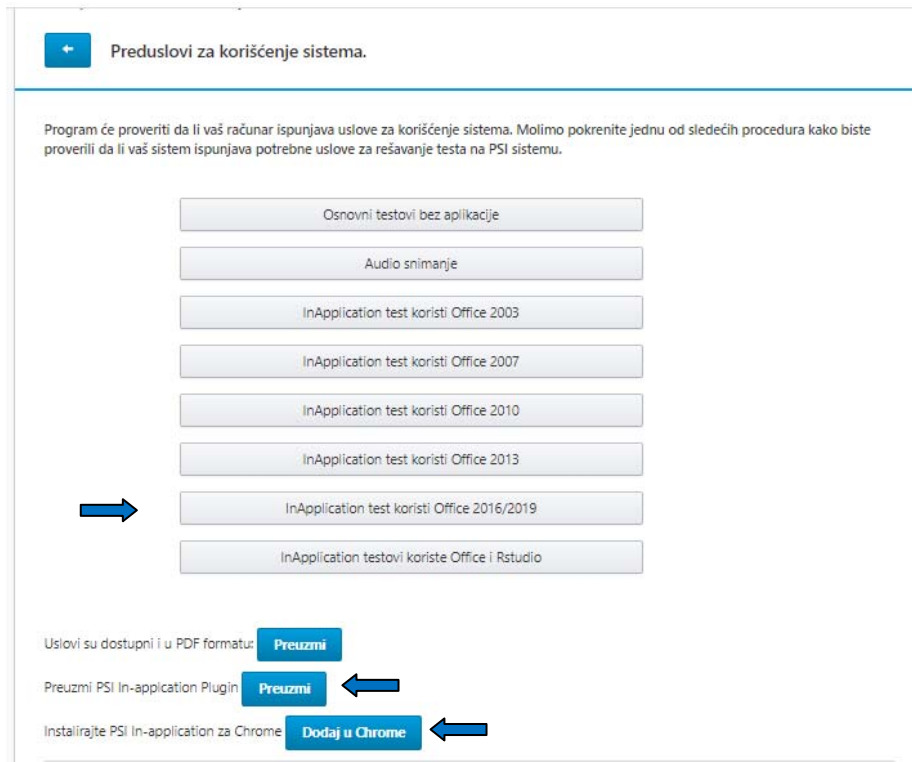 Preduslovi za korišćenje sistema.
Program će proveriti da li vaš računar ispunjava uslove za korišćenje sistema. Molimo pokrenite jednu od sledećih procedura kako biste
proverili da li vaš sistem ispunjava potrebne uslove za rešavanje testa na PSI sistemu.
Osnovni testovi bez aplikacije
Audio snimanje
InApplication test koristi Office 2003
InApplication test koristi Office 2007
InApplication test koristi Office 2010
InApplication test koristi Office 2013
InApplication test koristi Office 2016/2019
InApplication testovi koriste Office i Rstudio
Uslovi su dostupni i u PDF formatu: Preuzmi
Preuzmi PSI In-applcation Plugin Preuzmi
Instalirajte PSI In-application za Chrome Dodaj u Chrome